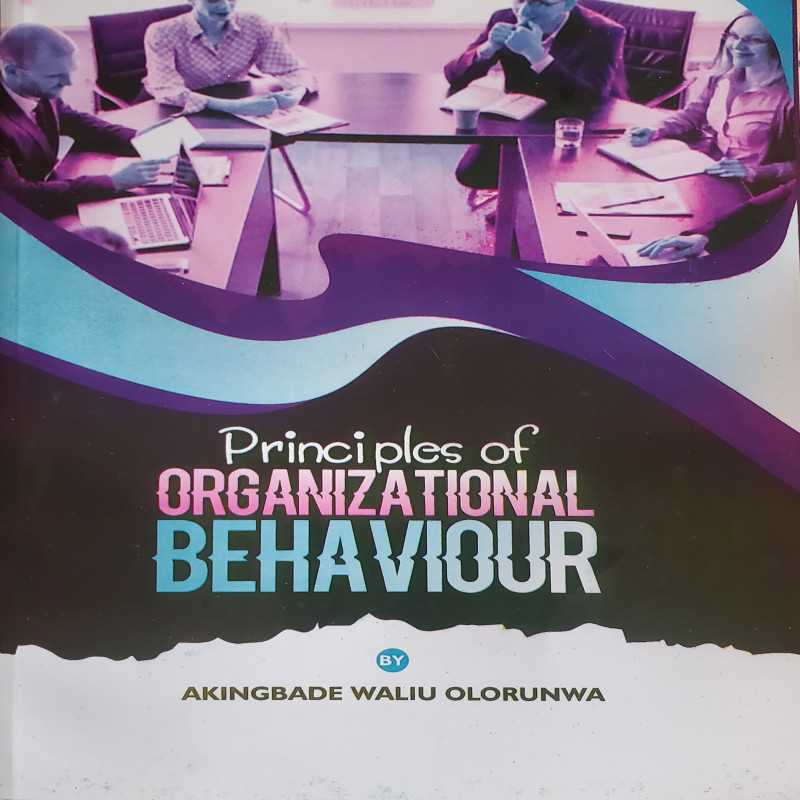 Principles of
ORGANIZATIONAL
BEHAVIOUR
BY
AKINGBADE WALIU OLORUNWA